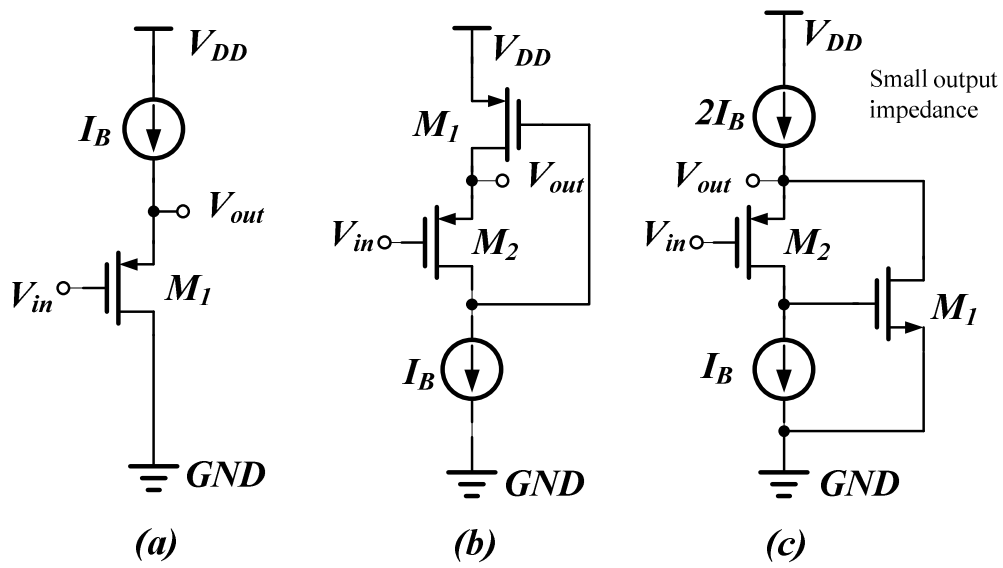 V_DD
I_B
V_out
V_in
M_1
GND
(a)
V_DD
M_1
V_out
V_in
M_2
I_B
GND
(b)
V_DD
Small output
impedance
2I_B
V_out
V_in
M_2
M_1
I_B
GND
(c)